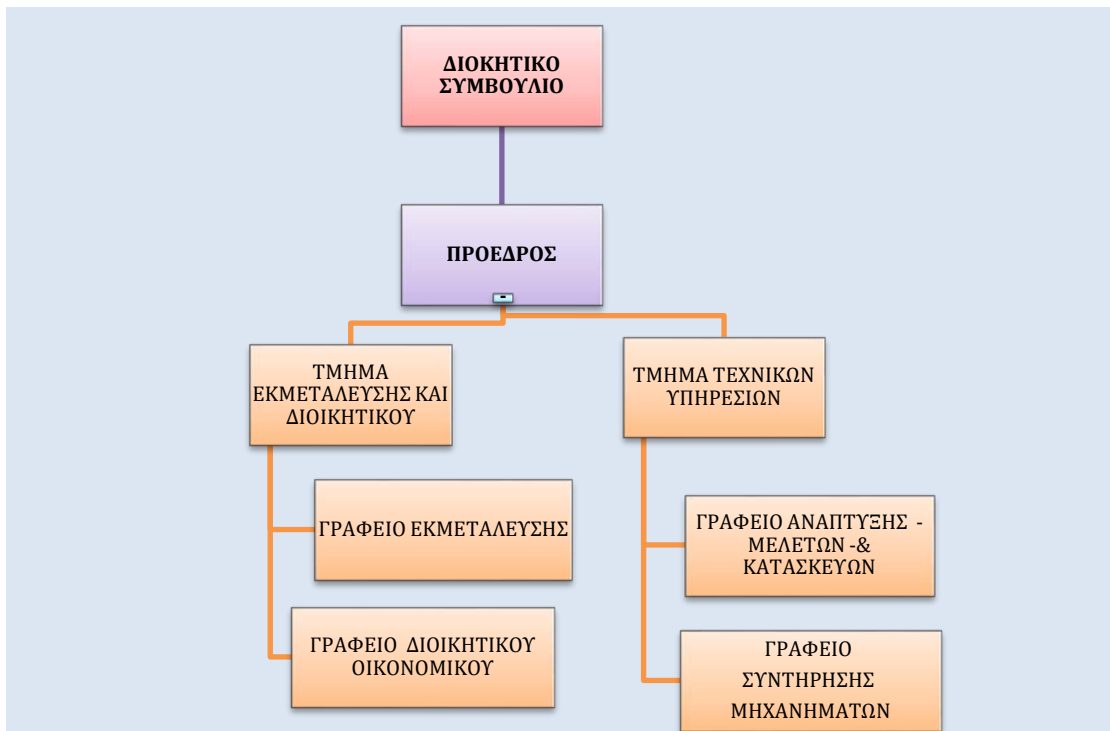 ΔΙΟΚΗΤΙΚΟ
ΣΥΜΒΟΥΛΙΟ
ΠΡΟΕΔΡΟΣ
ΤΜΗΜΑ
ΕΚΜΕΤΑΛΕΥΣΗΣ ΚΑΙ
ΔΙΟΙΚΗΤΙΚΟΥ
ΓΡΑΦΕΙΟ ΕΚΜΕΤΑΛΕΥΣΗΣ
ΓΡΑΦΕΙΟ ΔΙΟΙΚΗΤΙΚΟΥ
ΟΙΚΟΝΟΜΙΚΟΥ
ΤΜΗΜΑ ΤΕΧΝΙΚΩΝ
ΥΠΗΡΕΣΙΩΝ
ΓΡΑΦΕΙΟ ΑΝΑΠΤΥΞΗΣ -
ΜΕΛΕΤΩΝ -&
ΚΑΤΑΣΚΕΥΩΝ
ΓΡΑΦΕΙΟ
ΣΥΝΤΗΡΗΣΗΣ
ΜΗΧΑΝΗΜΑΤΩΝ